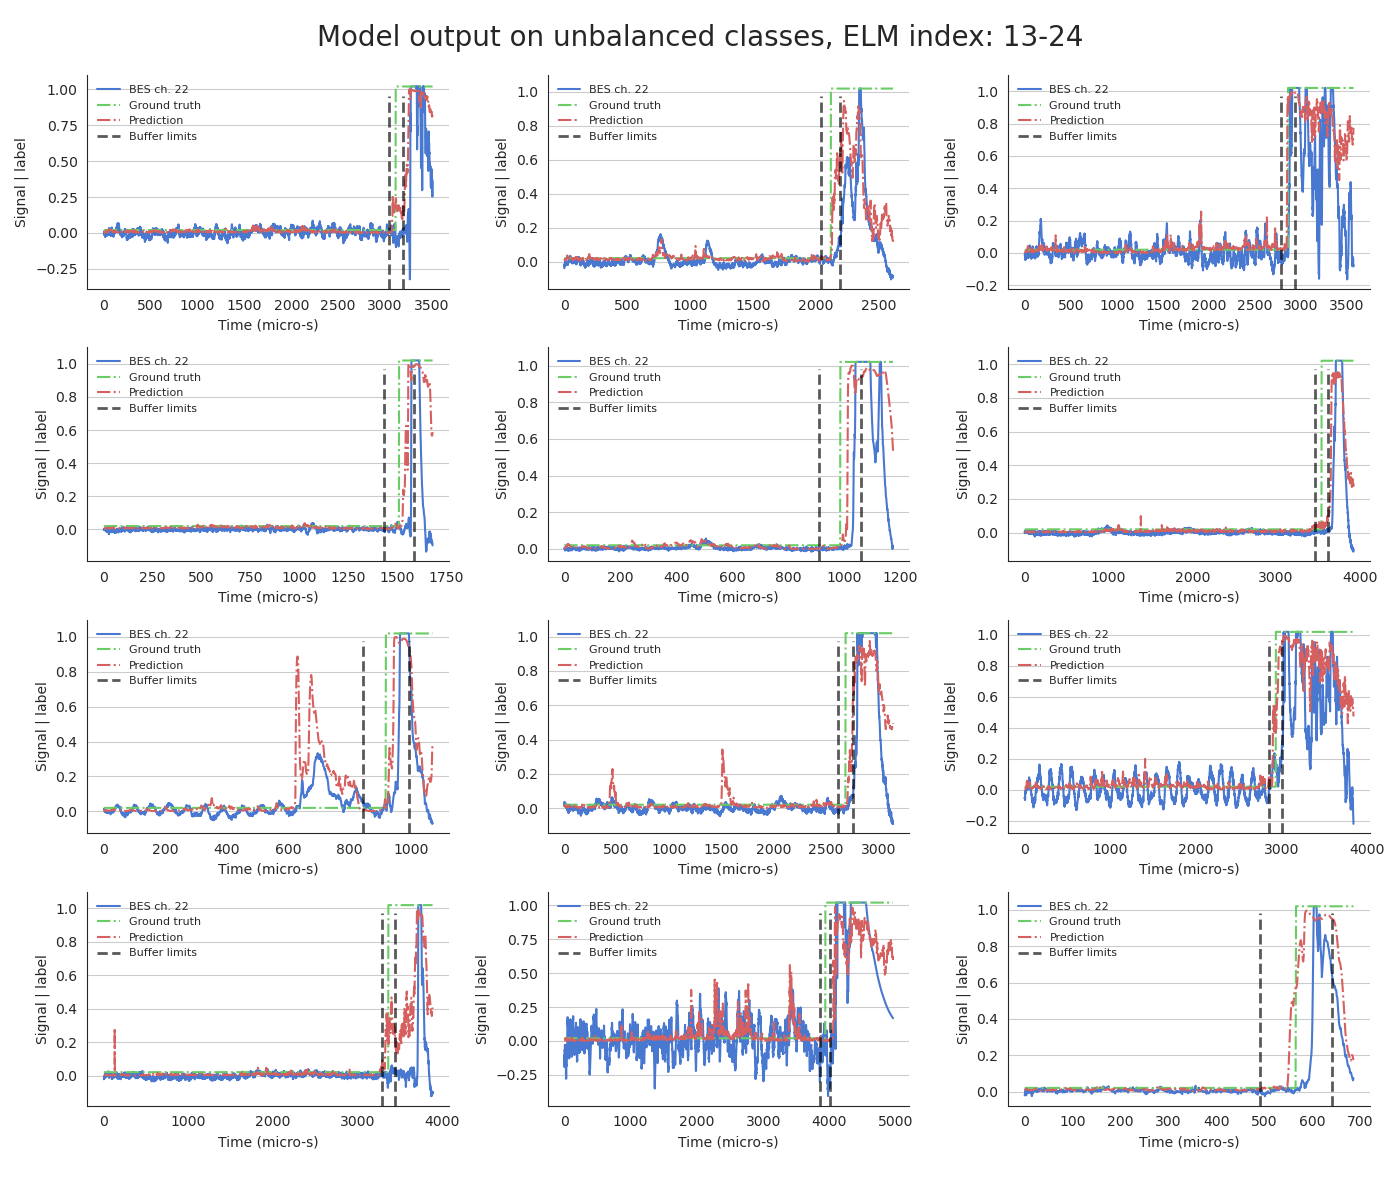 Model output on unbalanced classes, ELM index: 13-24
Signal | label
1.00
0.75
0.50
0.25
0.00
−0.25
BES ch. 22
Ground truth
Prediction
Buffer limits
0 500 1000 1500 2000 2500 3000 3500
Time (micro-s)
Signal | label
1.0
0.8
0.6
0.4
0.2
0.0
BES ch. 22
Ground truth
Prediction
Buffer limits
0 500 1000 1500 2000 2500
Time (micro-s)
Signal | label
1.0
0.8
0.6
0.4
0.2
0.0
−0.2
BES ch. 22
Ground truth
Prediction
Buffer limits
0 500 1000 1500 2000 2500 3000 3500
Time (micro-s)
Signal | label
1.0
0.8
0.6
0.4
0.2
0.0
BES ch. 22
Ground truth
Prediction
Buffer limits
0 250 500 750 1000 1250 1500 1750
Time (micro-s)
Signal | label
1.0
0.8
0.6
0.4
0.2
0.0
BES ch. 22
Ground truth
Prediction
Buffer limits
0 200 400 600 800 1000 1200
Time (micro-s)
Signal | label
1.0
0.8
0.6
0.4
0.2
0.0
BES ch. 22
Ground truth
Prediction
Buffer limits
0 1000 2000 3000 4000
Time (micro-s)
Signal | label
1.0
0.8
0.6
0.4
0.2
0.0
BES ch. 22
Ground truth
Prediction
Buffer limits
0 200 400 600 800 1000
Time (micro-s)
Signal | label
1.0
0.8
0.6
0.4
0.2
0.0
BES ch. 22
Ground truth
Prediction
Buffer limits
0 500 1000 1500 2000 2500 3000
Time (micro-s)
Signal | label
1.0
0.8
0.6
0.4
0.2
0.0
−0.2
BES ch. 22
Ground truth
Prediction
Buffer limits
0 1000 2000 3000 4000
Time (micro-s)
Signal | label
1.0
0.8
0.6
0.4
0.2
0.0
BES ch. 22
Ground truth
Prediction
Buffer limits
0 1000 2000 3000 4000
Time (micro-s)
Signal | label
1.00
0.75
0.50
0.25
0.00
−0.25
BES ch. 22
Ground truth
Prediction
Buffer limits
0 1000 2000 3000 4000 5000
Time (micro-s)
Signal | label
1.0
0.8
0.6
0.4
0.2
0.0
BES ch. 22
Ground truth
Prediction
Buffer limits
0 100 200 300 400 500 600 700
Time (micro-s)